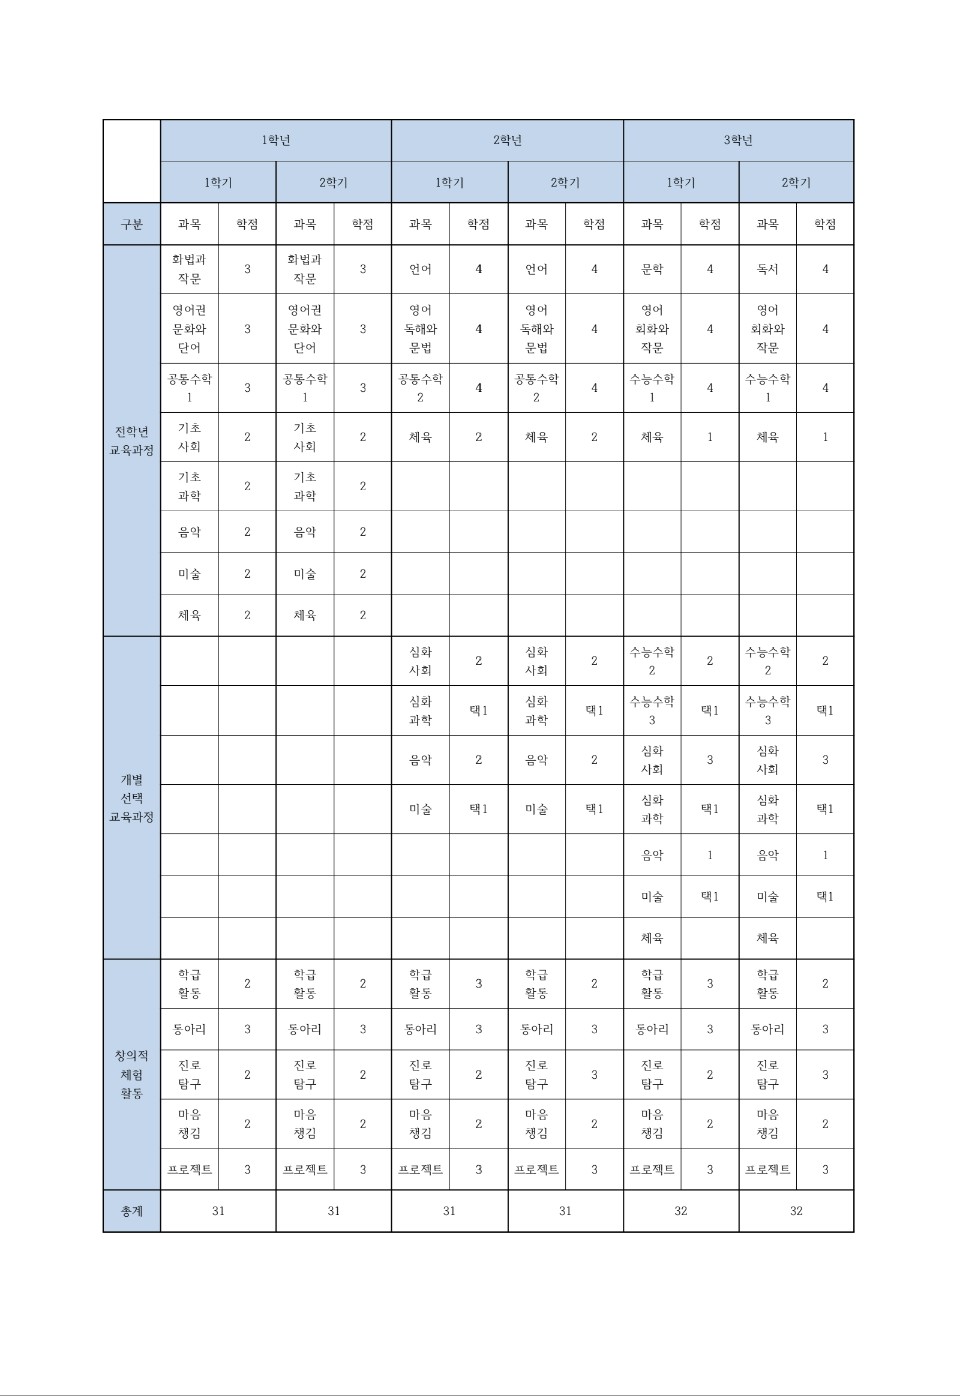 1학년 2학년 3학년
1학기 2학기 1학기 2학기 1학기 2학기
구분 과목 학점 과목 학점 과목 학점 과목 학점 과목 학점 과목 학점
전학년
교육과정
화법과 화법과
작문 3 작문 3 언어 4 언어 4 문학 4 독서 4
영어권 영어권 영어 영어 영어 영어
문화와 3 문화와 3 독해와 4 독해와 4 회화와 4 회화와 4
단어 단어 문법 문법 작문 작문
공통수학 공통수학 공통수학 공통수학 수능수학 수능수학
1 3 1 3 2 4 2 4 1 4 1 4
기초 기초
사회 2 사회 2 체육 2 체육 2 체육 1 체육 1
기초 기초
과학 2 과학 2
음악 2 음악 2
미술 2 미술 2
체육 2 체육 2
개별
선택
교육과정
심화 심화 수능수학 수능수학
사회 2 사회 2 2 2 2 2
심화 심화 수능수학 수능수학
과학 택1 과학 택1 3 택1 3 택1
음악 2 음악 2 심화 3 심화 3
사회 사회
미술 택1 미술 택1 심화 택1 심화 택1
과학 과학
음악 1 음악 1
미술 택1 미술 택1
체육 체육
창의적
체험
활동
학급 학급 학급 학급 학급 학급
활동 2 활동 2 활동 3 활동 2 활동 3 활동 2
동아리 3 동아리 3 동아리 3 동아리 3 동아리 3 동아리 3
진로 진로 진로 진로 진로 진로
탐구 2 탐구 2 탐구 2 탐구 3 탐구 2 탐구 3
마음 마음 마음 마음 마음 마음
챙김 2 챙김 2 챙김 2 챙김 2 챙김 2 챙김 2
프로젝트 3 프로젝트 3 프로젝트 3 프로젝트 3 프로젝트 3 프로젝트 3
총계 31 31 31 31 32 32